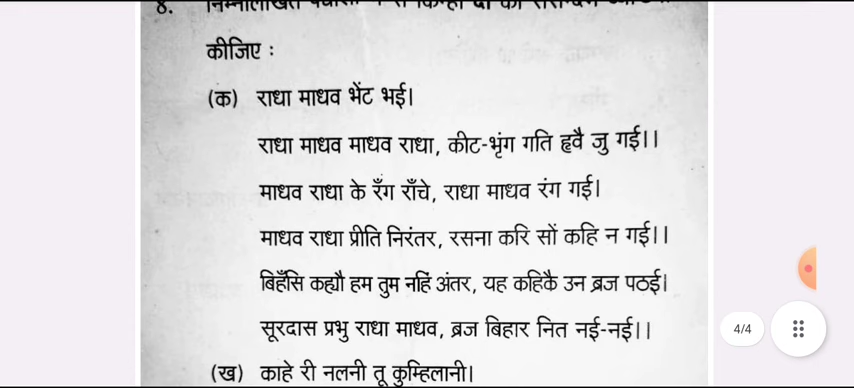 8.
कीजिए :
(क) राधा माधव भेंट भई।
राधा माधव माधव राधा, कीट-भृंग गति ह्वै जु गई।।
माधव राधा के रँग राँचे, राधा माधव रंग गई।
माधव राधा प्रीति निरंतर, रसना करि सों कहि न गई।।
बिहँसि कह्यौ हम तुम नहिं अंतर, यह कहिकै उन ब्रज पठई।
सूरदास प्रभु राधा माधव, ब्रज बिहार नित नई-नई।।
(ख) काहे री नलनी तू कुम्हिलानी।
4/4